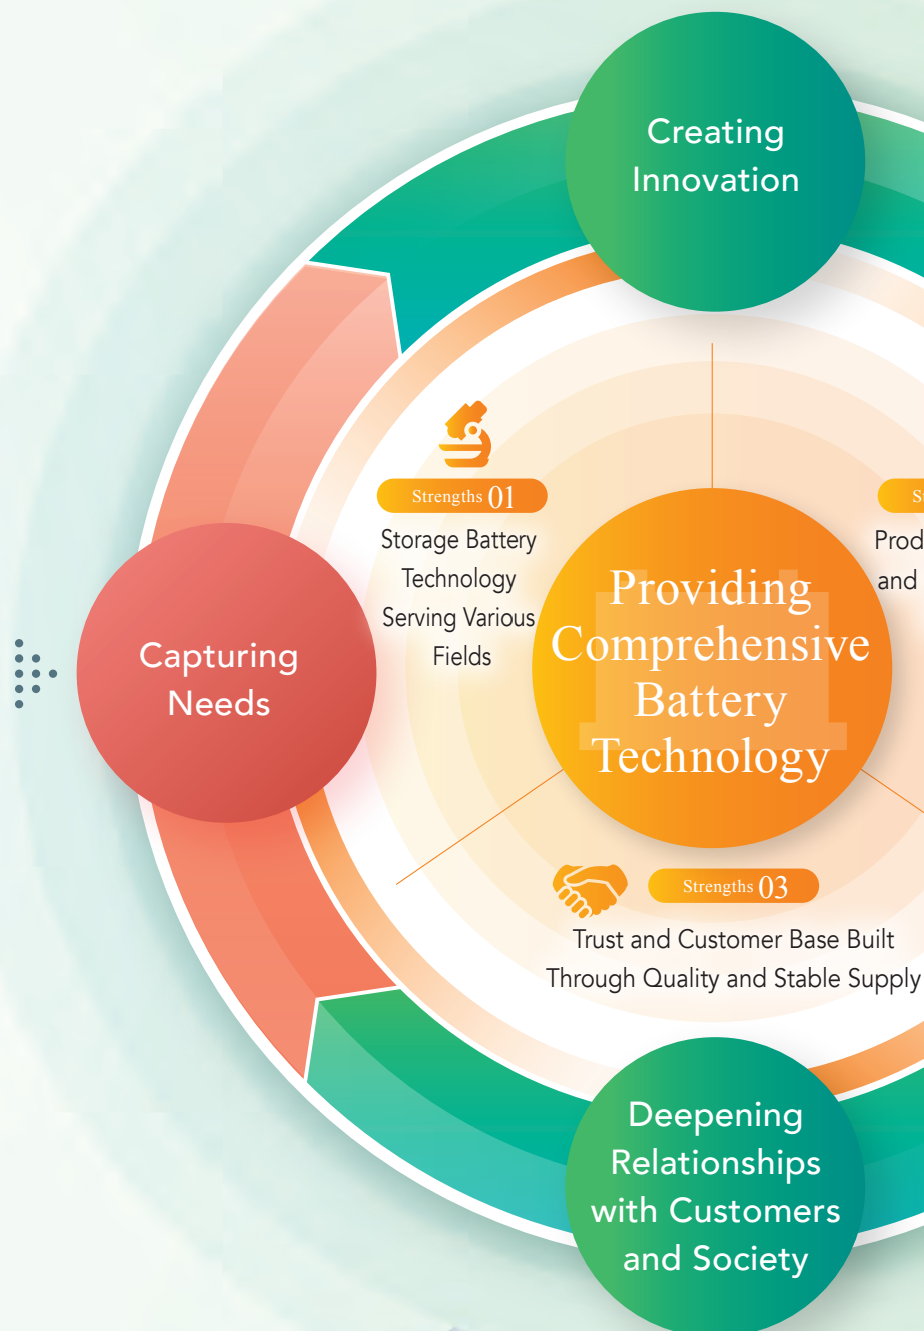 Creating
Innovation
Strengths 01
Storage Battery
Technology
Serving Various
Fields
and
Providing
Comprehensive
Battery
Technology
Capturing
Needs
Strengths 03
Trust and Customer Base Built
Through Quality and Stable Supply
Deepening
Relationships
with Customers
and Society